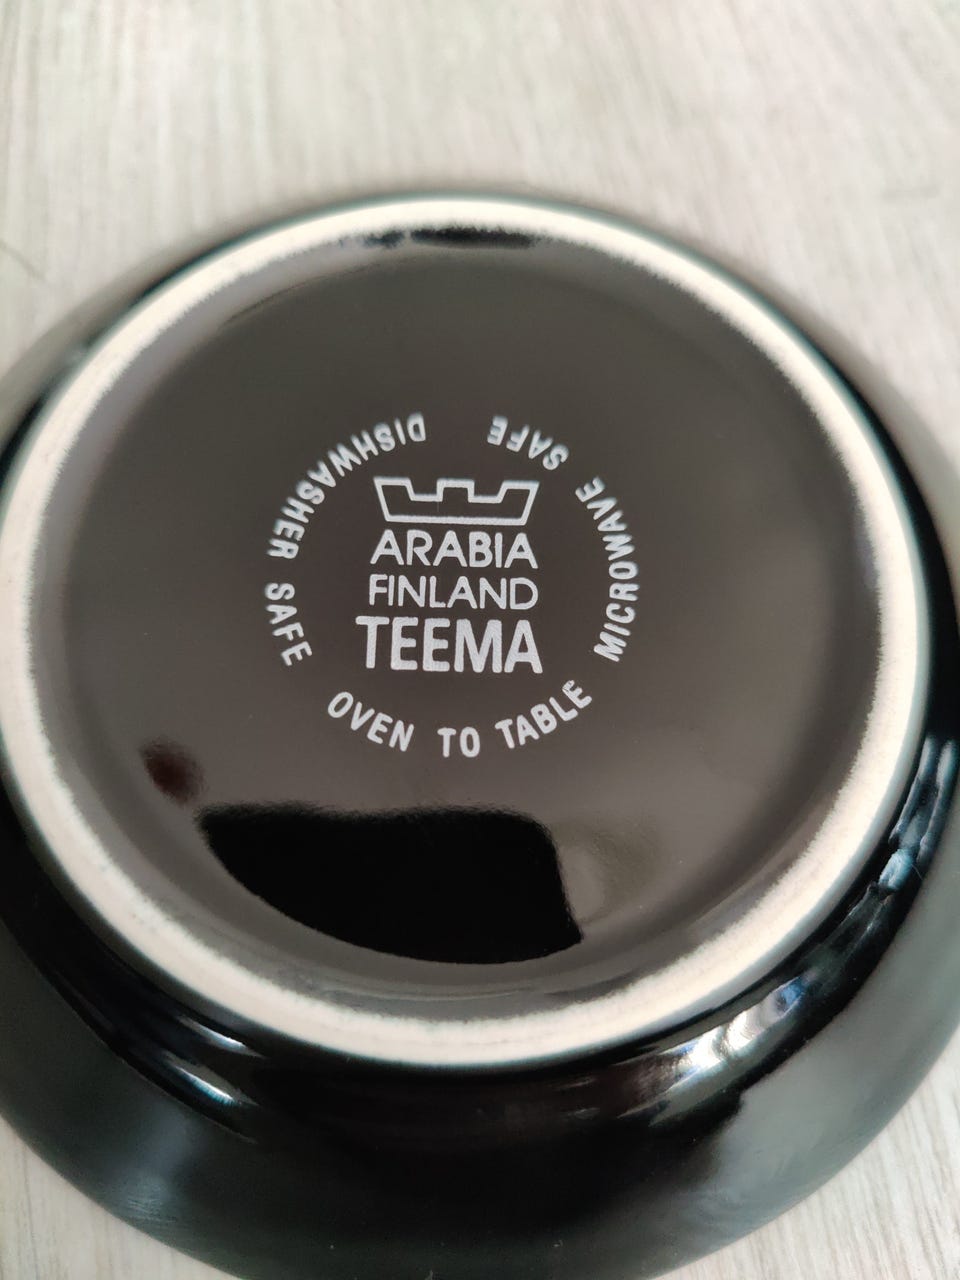 ARABIA
FINLAND
TEEMA
DISHWASHER SAFE
OVEN TO TABLE
MICROWAVE SAFE